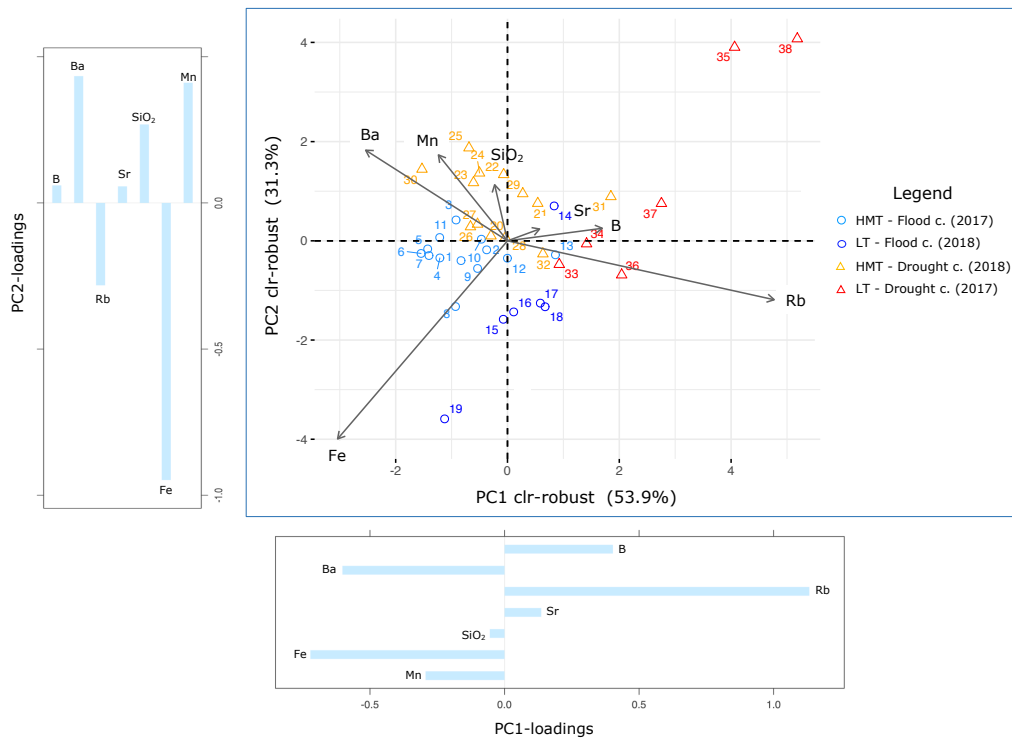 PC2-loadings
B
Ba
Rb
Sr
SiO₂
Fe
Mn
0.0
-0.5
-1.0
PC2 clr-robust (31.3%)
4
2
0
-2
-4
-2
0
2
4
PC1 clr-robust (53.9%)
Ba
Mn
SiO₂
Sr
B
Rb
Fe
35
38
25
24
22
23
39
29
21
14
31
37
3
27
20
26
11
5
6
7
4
1
10
2
9
28
12
13
32
34
33
36
8
15
16
17
18
19
Legend
HMT - Flood c. (2017)
LT - Flood c. (2018)
HMT - Drought c. (2018)
LT - Drought c. (2017)
B
Ba
Rb
Sr
SiO₂
Fe
Mn
-0.5
0.0
0.5
1.0
PC1-loadings